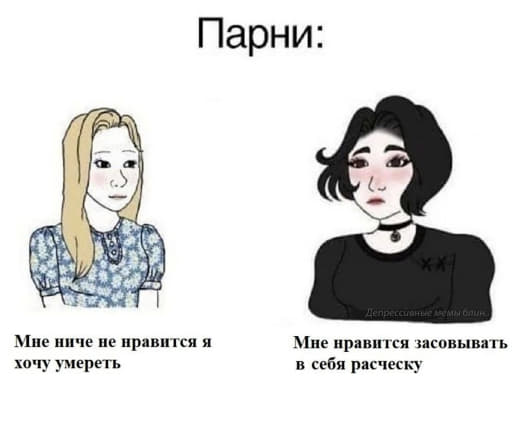 Парни:
Депрессивные мемы блин..
Мне ниче не нравится я
хочу умереть
Мне нравится засовывать
в себя расческу